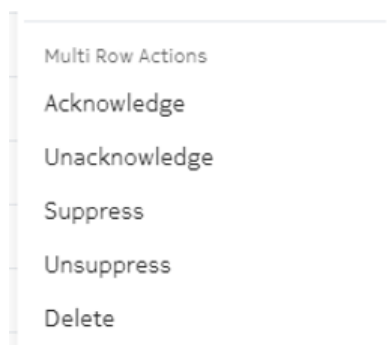 Multi Row Actions
Acknowledge
Unacknowledge
Suppress
Unsuppress
Delete